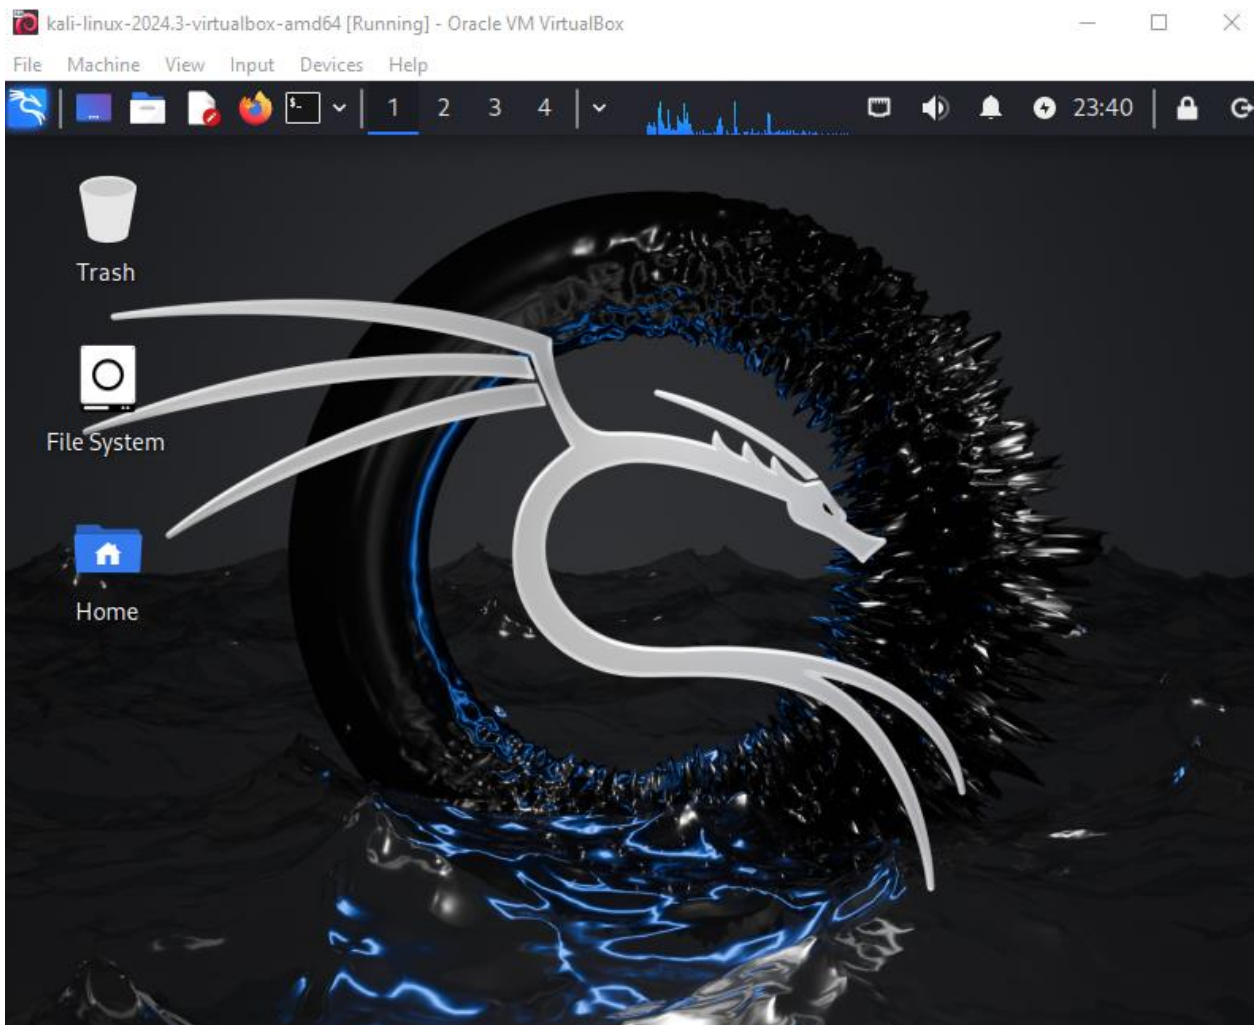 kali-linux-2024.3-virtualbox-amd64 [Running] - Oracle VM VirtualBox
File Machine View Input Devices Help
$_ 1 2 3 4 23:40
Trash
File System
Home